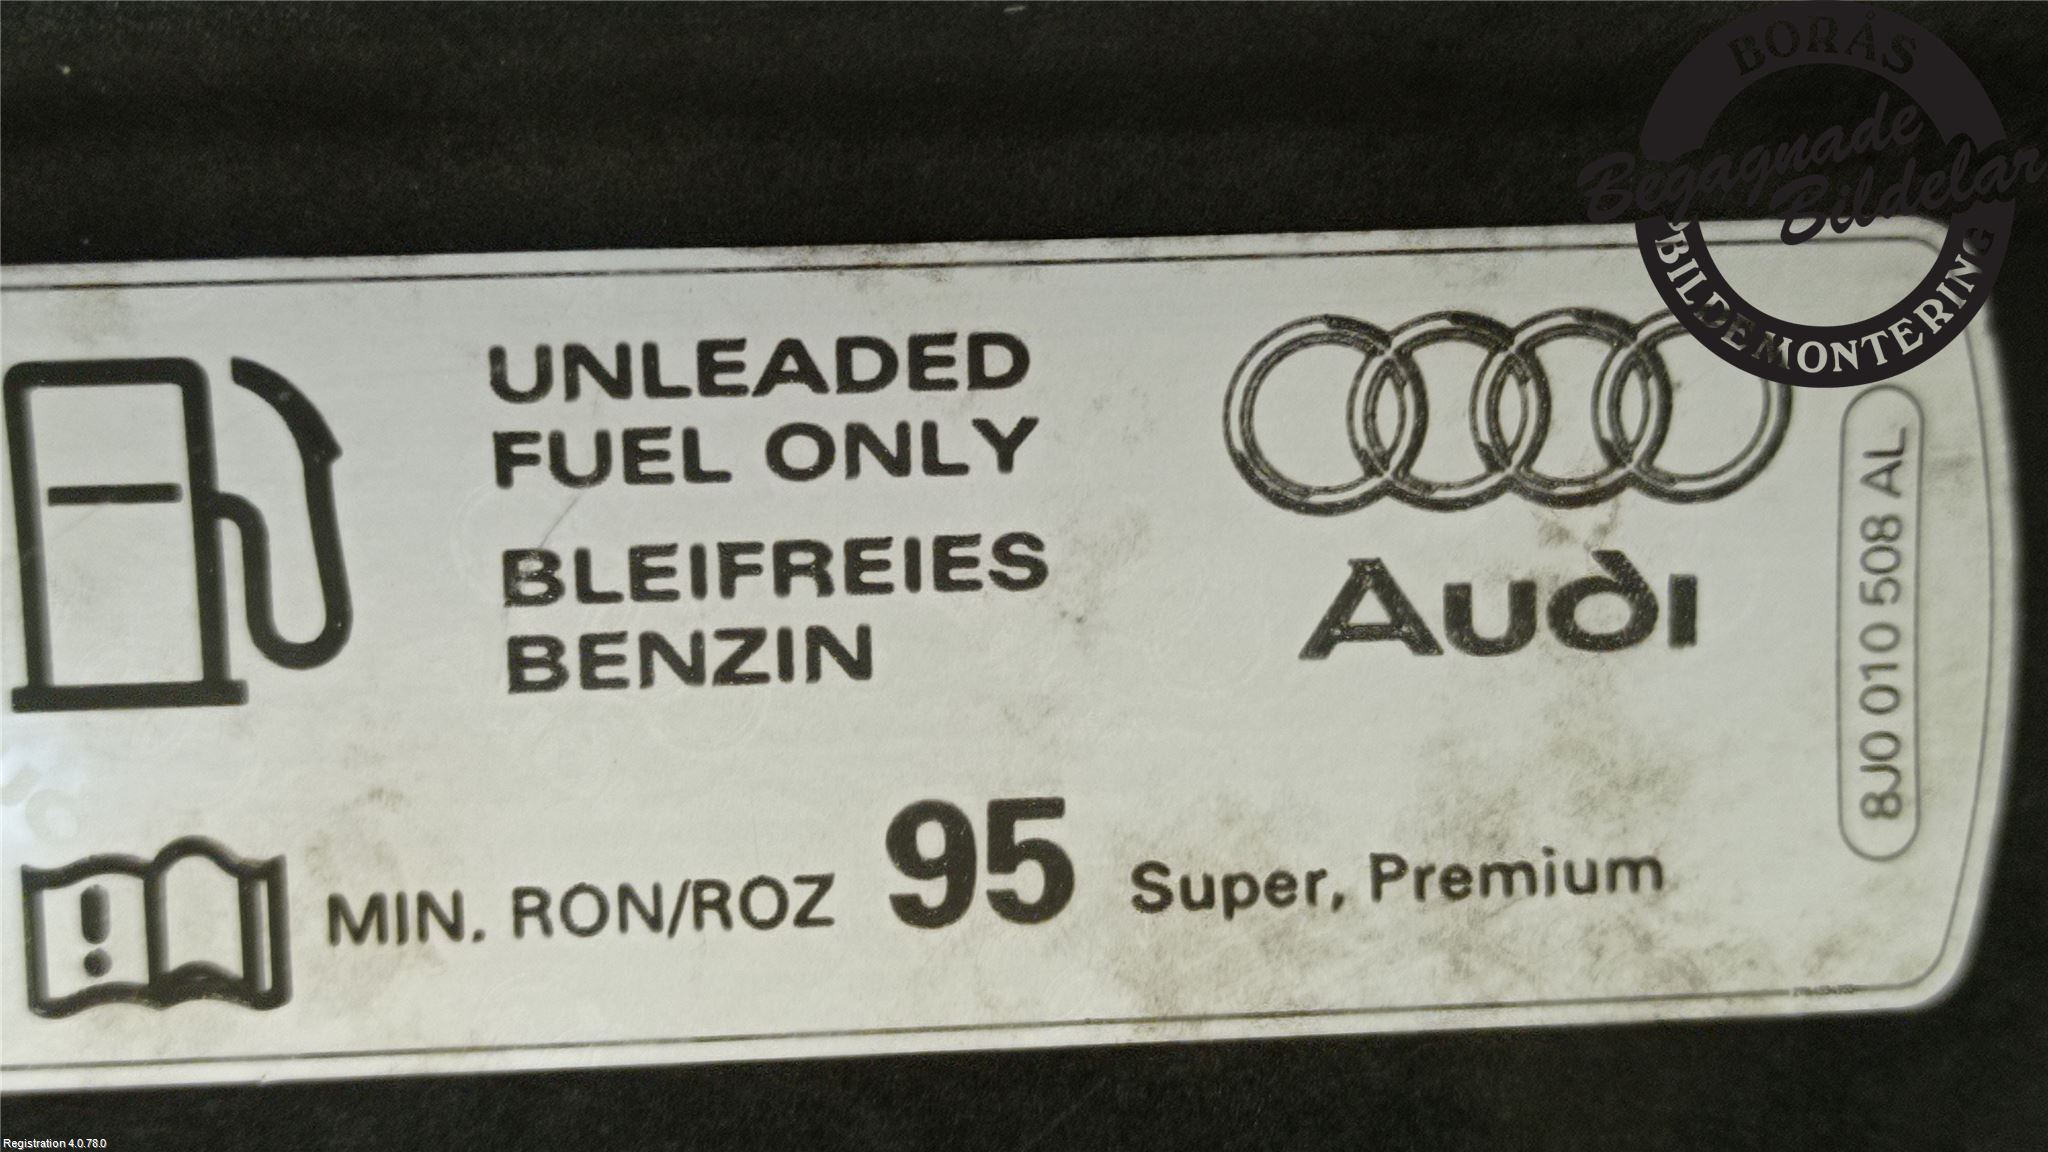 BORÅS
Begagnade
Bildelar
BILDEMONTERING
UNLEADED
FUEL ONLY
BLEIFREIES
BENZIN
Audi
8J0 010 508 AL
MIN. RON/ROZ 95 Super, Premium
Registration 4.0.78.0